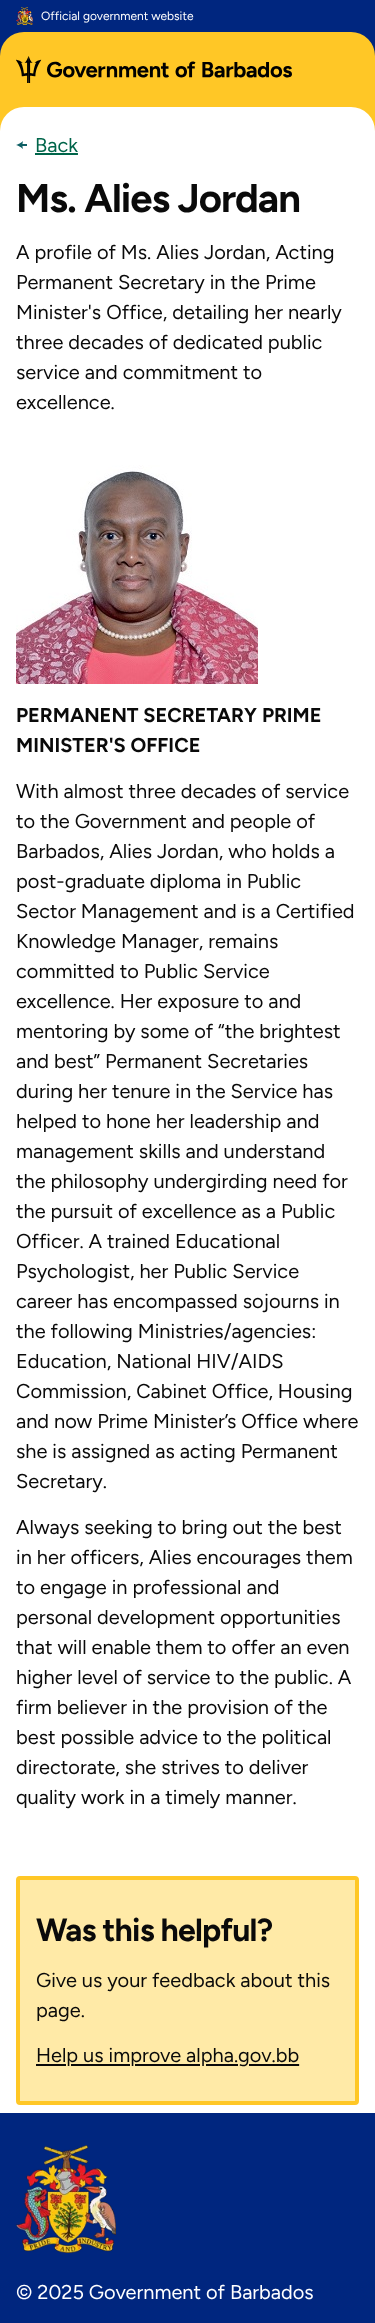 Official government website
Government of Barbados
Back
Ms. Alies Jordan
A profile of Ms. Alies Jordan, Acting
Permanent Secretary in the Prime
Minister's Office, detailing her nearly
three decades of dedicated public
service and commitment to
excellence.
PERMANENT SECRETARY PRIME
MINISTER'S OFFICE
With almost three decades of service
to the Government and people of
Barbados, Alies Jordan, who holds a
post-graduate diploma in Public
Sector Management and is a Certified
Knowledge Manager, remains
committed to Public Service
excellence. Her exposure to and
mentoring by some of “the brightest
and best” Permanent Secretaries
during her tenure in the Service has
helped to hone her leadership and
management skills and understand
the philosophy undergirding need for
the pursuit of excellence as a Public
Officer. A trained Educational
Psychologist, her Public Service
career has encompassed sojourns in
the following Ministries/agencies:
Education, National HIV/AIDS
Commission, Cabinet Office, Housing
and now Prime Minister’s Office where
she is assigned as acting Permanent
Secretary.
Always seeking to bring out the best
in her officers, Alies encourages them
to engage in professional and
personal development opportunities
that will enable them to offer an even
higher level of service to the public. A
firm believer in the provision of the
best possible advice to the political
directorate, she strives to deliver
quality work in a timely manner.
Was this helpful?
Give us your feedback about this
page.
Help us improve alpha.gov.bb
PRIDE AND INDUSTRY
© 2025 Government of Barbados